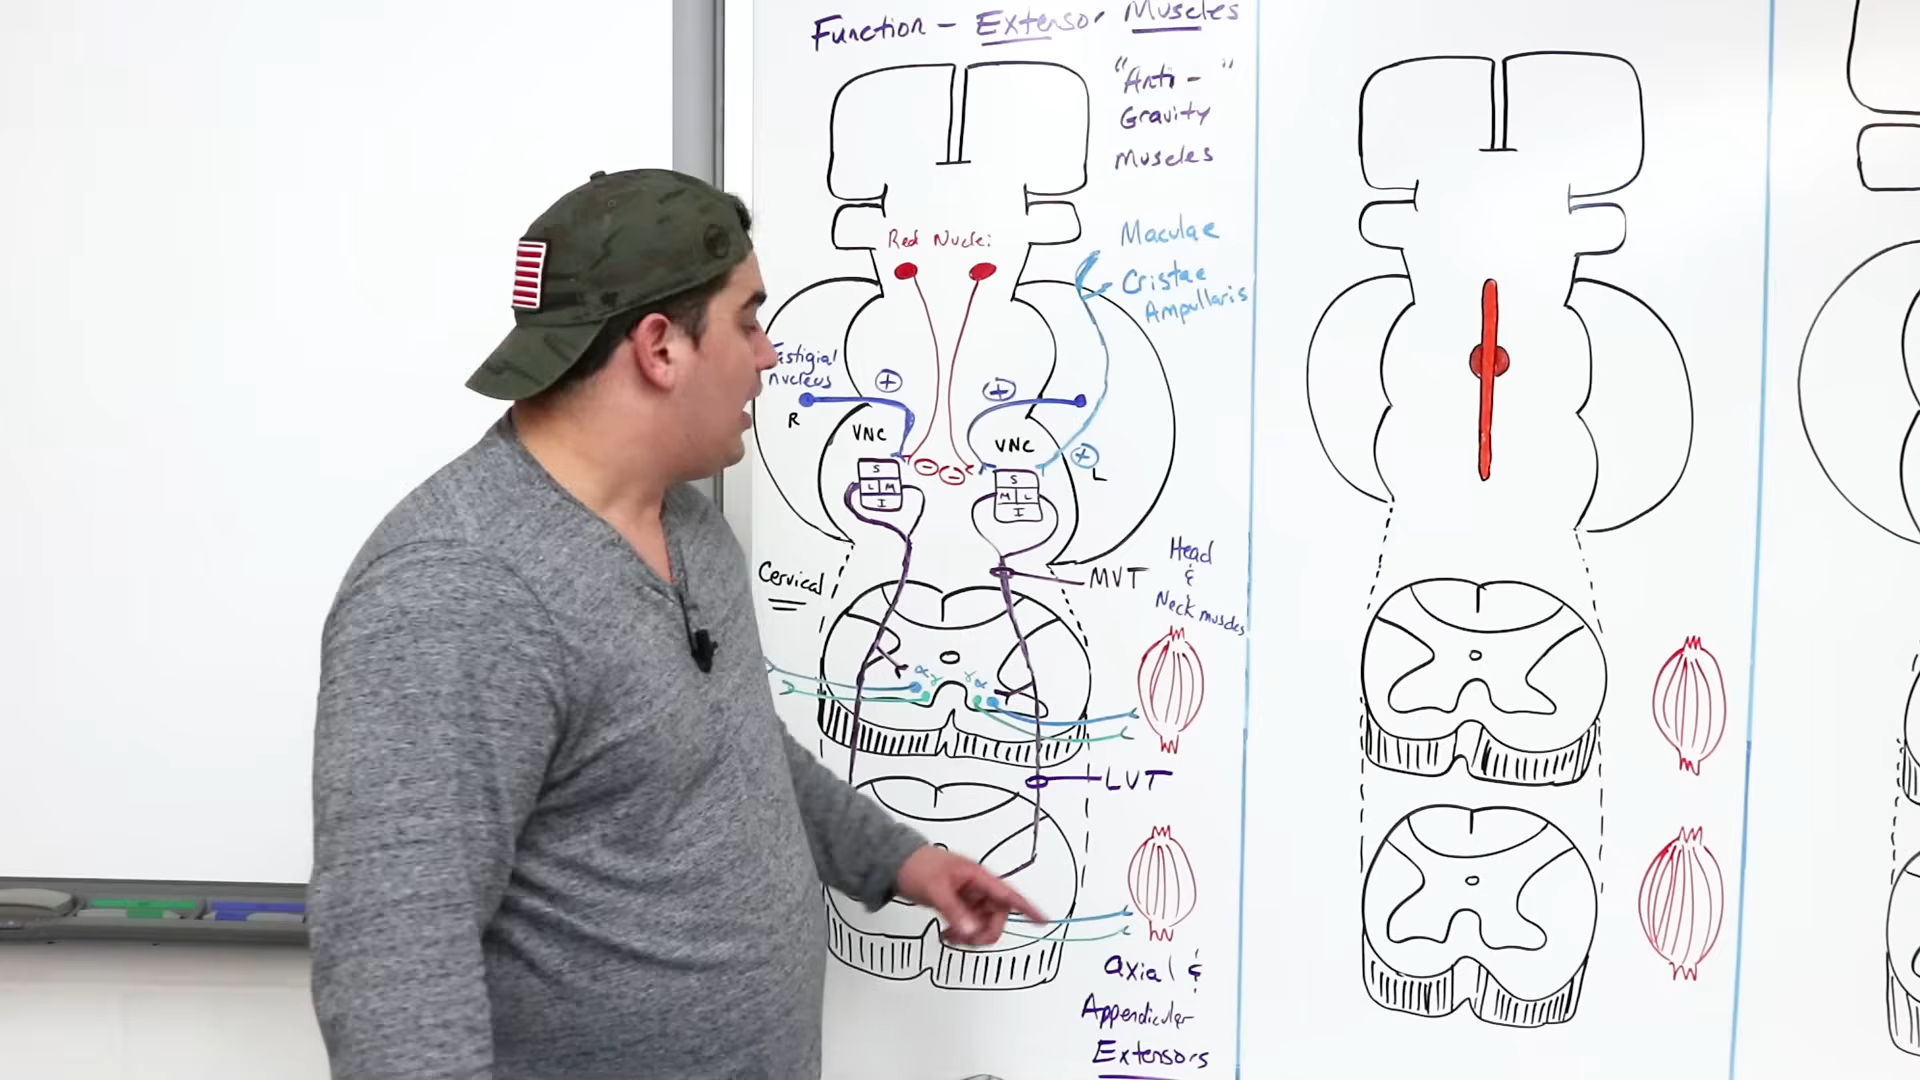 Function - Extensor Muscles
"Anti-"
Gravity
Muscles
Red Nuclei
Maculae
Cristae
Ampullaris
Fastigial
nucleus
+
+
R
VNC
VNC
+
L
-
-
S
L M
I
S
M L
I
Cervical
MVT
Head
&
Neck muscles
α γ
γ α
LVT
Axial &
Appendicular
Extensors